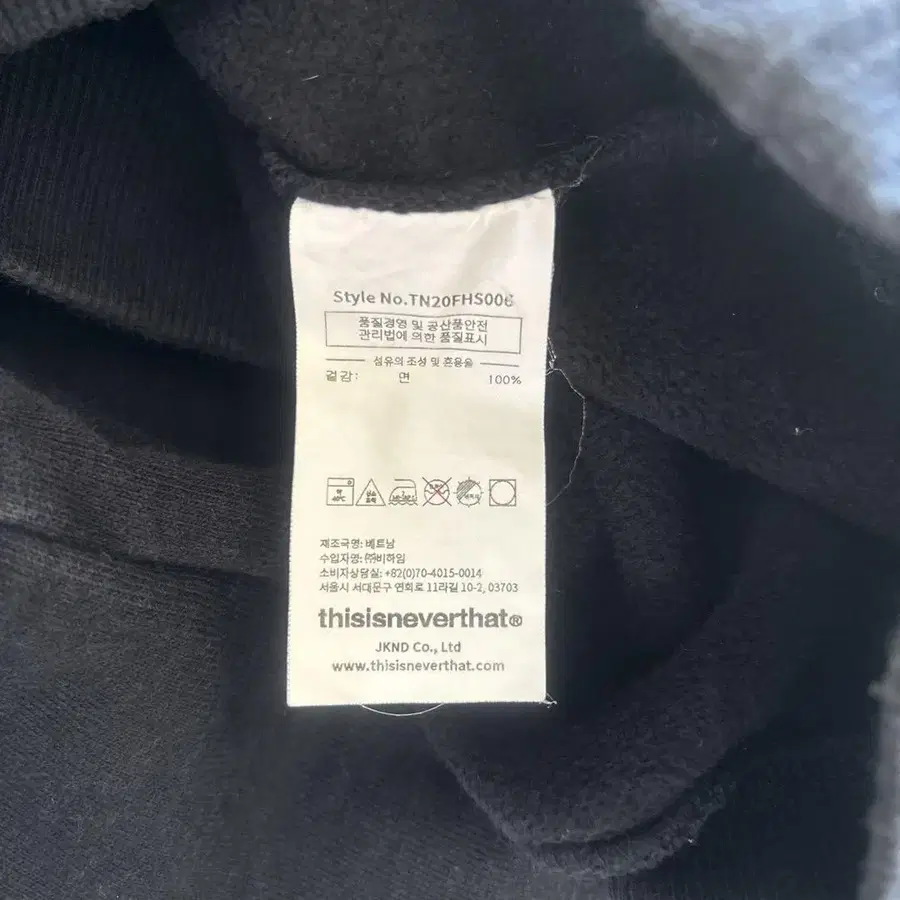 Style No.TN20FHS006
품질경영 및 공산품안전
관리법에 의한 품질표시
섬유의 조성 및 혼용율
겉감: 면 100%
제조국명: 베트남
수입자명: ㈜비하임
소비자상담실: +82(0)70-4015-0014
서울시 서대문구 연희로 11라길 10-2, 03703
thisisneverthat®
JKND Co., Ltd
www.thisisneverthat.com